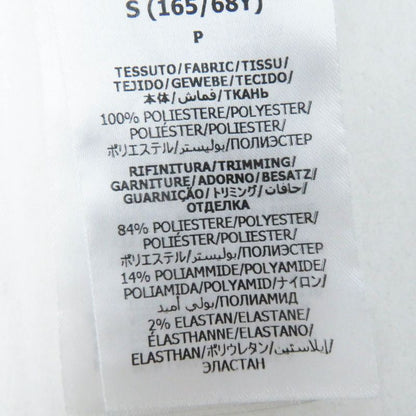 S (165/68Y)
P
TESSUTO/FABRIC/TISSU/
TEJIDO/GEWEBE/TECIDO/
本体/قماش/ТКАНЬ
100% POLIESTERE/POLYESTER/
POLIÉSTER/POLIESTER/
ポリエステル/بوليستر/ПОЛИЭСТЕР
RIFINITURA/TRIMMING/
GARNITURE/ADORNO/BESATZ/
GUARNIÇÃO/トリミング/حافات/
ОТДЕЛКА
84% POLIESTERE/POLYESTER/
POLIÉSTER/POLIESTER/
ポリエステル/بوليستر/ПОЛИЭСТЕР
14% POLIAMMIDE/POLYAMIDE/
POLIAMIDA/POLYAMID/ナイロン/
بولي أميد/ПОЛИАМИД
2% ELASTAN/ELASTANE/
ÉLASTHANNE/ELASTANO/
ELASTHAN/ポリウレタン/إيلاستين/
ЭЛАСТАН